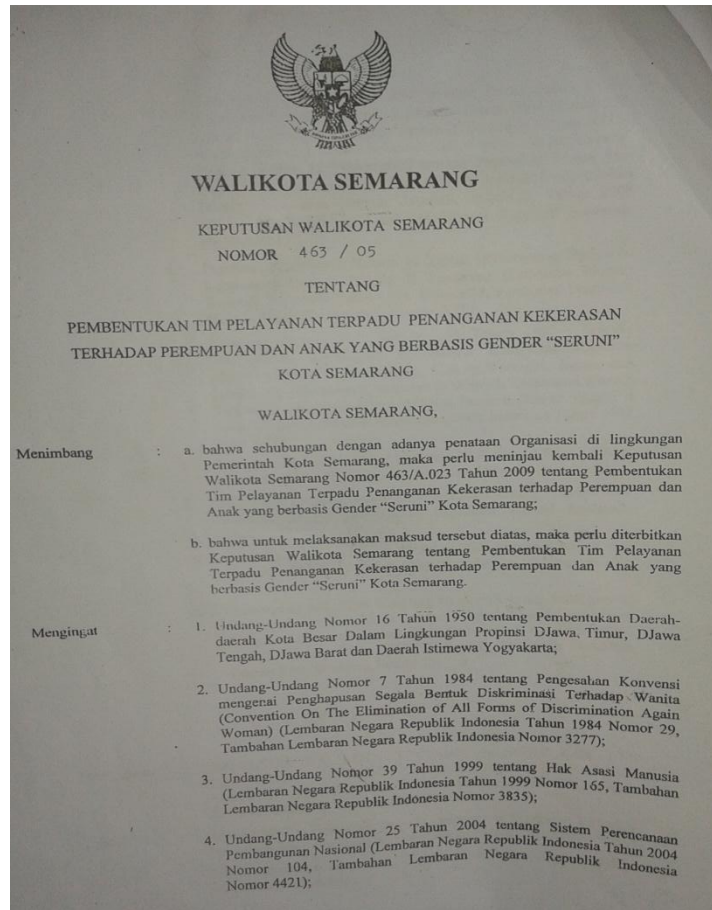 WALIKOTA SEMARANG
KEPUTUSAN WALIKOTA SEMARANG
NOMOR 463 / 05
TENTANG
PEMBENTUKAN TIM PELAYANAN TERPADU PENANGANAN KEKERASAN
TERHADAP PEREMPUAN DAN ANAK YANG BERBASIS GENDER “SERUNI”
KOTA SEMARANG
WALIKOTA SEMARANG,
Menimbang : a. bahwa sehubungan dengan adanya penataan Organisasi di lingkungan
Pemerintah Kota Semarang, maka perlu meninjau kembali Keputusan
Walikota Semarang Nomor 463/A.023 Tahun 2009 tentang Pembentukan
Tim Pelayanan Terpadu Penanganan Kekerasan terhadap Perempuan dan
Anak yang berbasis Gender “Seruni” Kota Semarang;
b. bahwa untuk melaksanakan maksud tersebut diatas, maka perlu diterbitkan
Keputusan Walikota Semarang tentang Pembentukan Tim Pelayanan
Terpadu Penanganan Kekerasan terhadap Perempuan dan Anak yang
berbasis Gender “Seruni” Kota Semarang.
Mengingat : 1. Undang-Undang Nomor 16 Tahun 1950 tentang Pembentukan Daerah-
daerah Kota Besar Dalam Lingkungan Propinsi DJawa Timur, DJawa
Tengah, DJawa Barat dan Daerah Istimewa Yogyakarta;
2. Undang-Undang Nomor 7 Tahun 1984 tentang Pengesahan Konvensi
mengenai Penghapusan Segala Bentuk Diskriminasi Terhadap Wanita
(Convention On The Elimination of All Forms of Discrimination Again
Woman) (Lembaran Negara Republik Indonesia Tahun 1984 Nomor 29,
Tambahan Lembaran Negara Republik Indonesia Nomor 3277);
3. Undang-Undang Nomor 39 Tahun 1999 tentang Hak Asasi Manusia
(Lembaran Negara Republik Indonesia Tahun 1999 Nomor 165, Tambahan
Lembaran Negara Republik Indonesia Nomor 3835);
4. Undang-Undang Nomor 25 Tahun 2004 tentang Sistem Perencanaan
Pembangunan Nasional (Lembaran Negara Republik Indonesia Tahun 2004
Nomor 104, Tambahan Lembaran Negara Republik Indonesia
Nomor 4421);